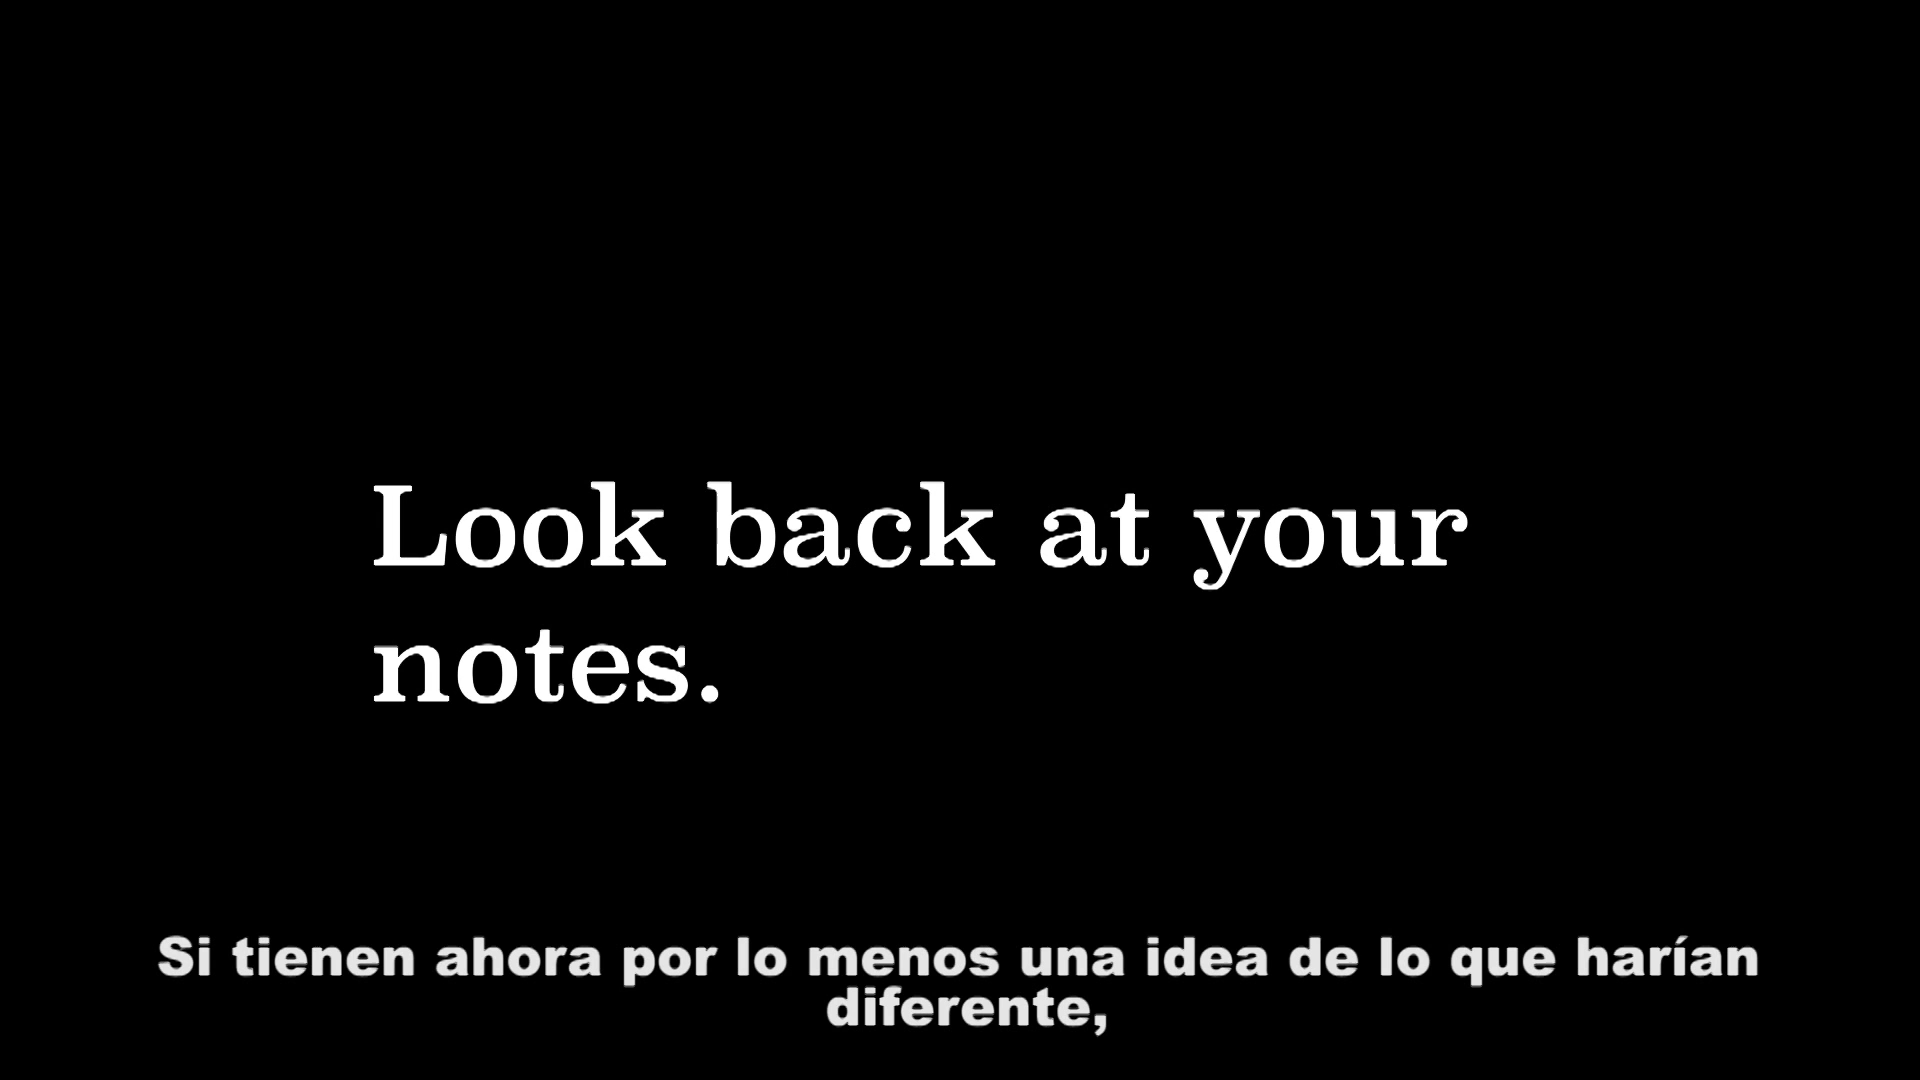 Look back at your
notes.
Si tienen ahora por lo menos una idea de lo que harían
diferente,